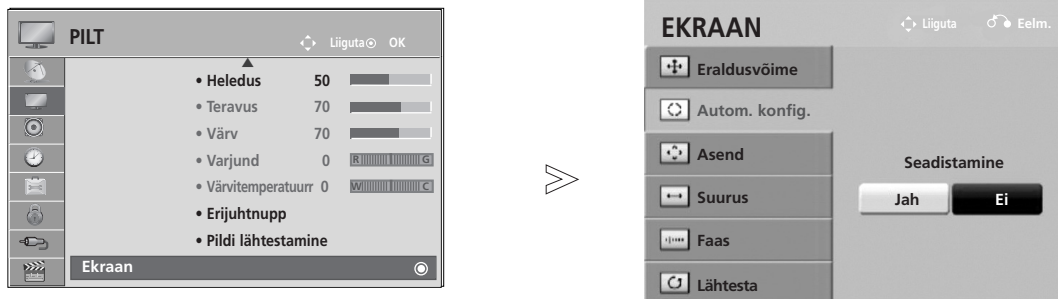 PILT
Liiguta OK
• Heledus 50
• Teravus 70
• Värv 70
• Varjund 0 R G
• Värvitemperatuurr 0 W C
• Erijuhtnupp
• Pildi lähtestamine
Ekraan
EKRAAN
Liiguta Eelm.
Eraldusvõime
Autom. konfig.
Asend
Suurus
Faas
Lähtesta
Seadistamine
Jah Ei